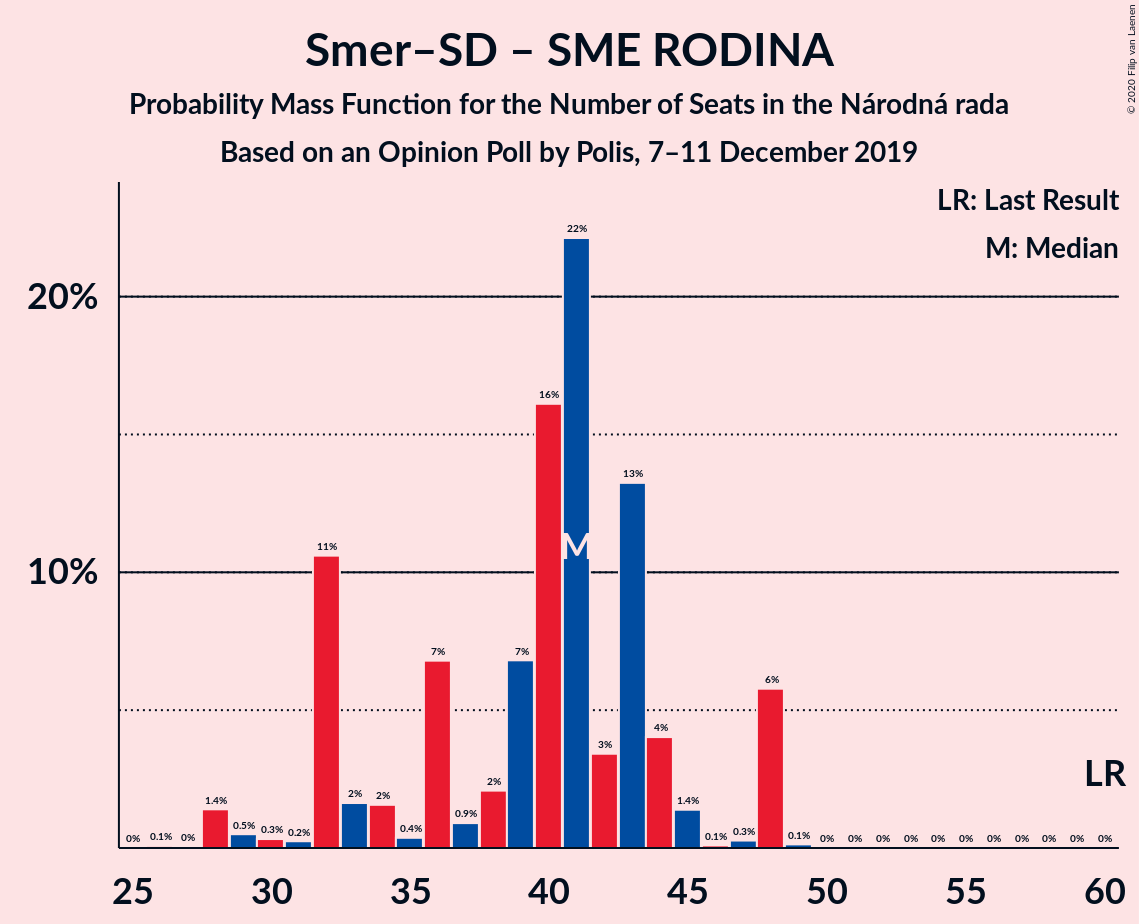 Smer–SD – SME RODINA
Probability Mass Function for the Number of Seats in the Národná rada
Based on an Opinion Poll by Polis, 7–11 December 2019
© 2020 Filip van Laenen
LR: Last Result
M: Median
20%
10%
0% 0.1% 0% 1.4% 0.5% 0.3% 0.2% 11% 2% 2% 0.4% 7% 0.9% 2% 7% 16% 22% 3% 13% 4% 1.4% 0.1% 0.3% 6% 0.1% 0% 0% 0% 0% 0% 0% 0% 0% 0% 0% 0%
M
LR
25 30 35 40 45 50 55 60